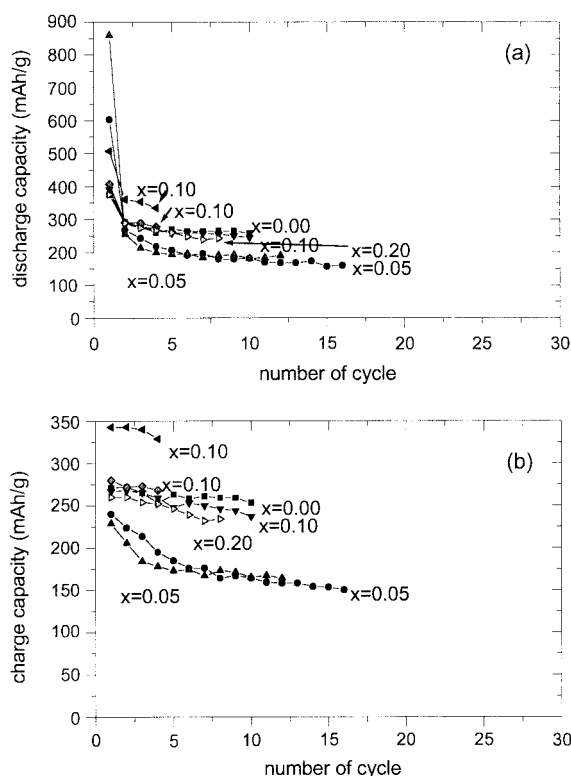 (a)
discharge capacity (mAh/g)
900
800
700
600
500
400
300
200
100
0
x=0.10
x=0.10
x=0.00
x=0.10
x=0.20
x=0.05
x=0.05
0 5 10 15 20 25 30
number of cycle
(b)
charge capacity (mAh/g)
350
300
250
200
150
100
50
0
x=0.10
x=0.10
x=0.00
x=0.10
x=0.20
x=0.05
x=0.05
0 5 10 15 20 25 30
number of cycle